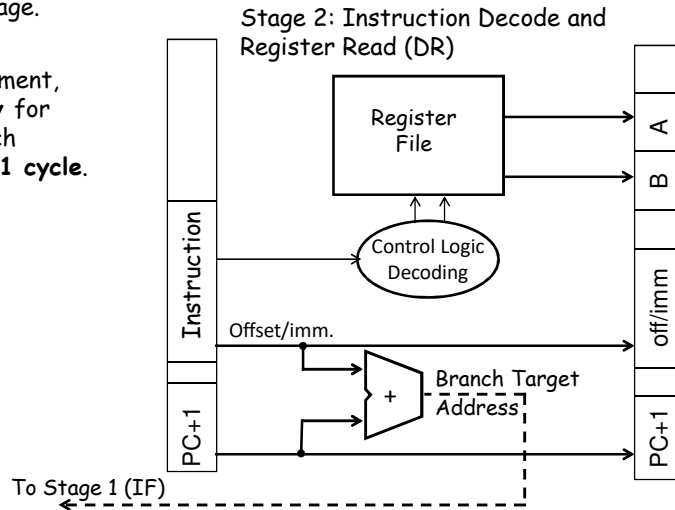 age.
ment,
y for
ch
1 cycle.
Stage 2: Instruction Decode and
Register Read (DR)
Register
File
A
B
Control Logic
Decoding
Instruction
Offset/imm.
off/imm
+
Branch Target
Address
PC+1
PC+1
To Stage 1 (IF)